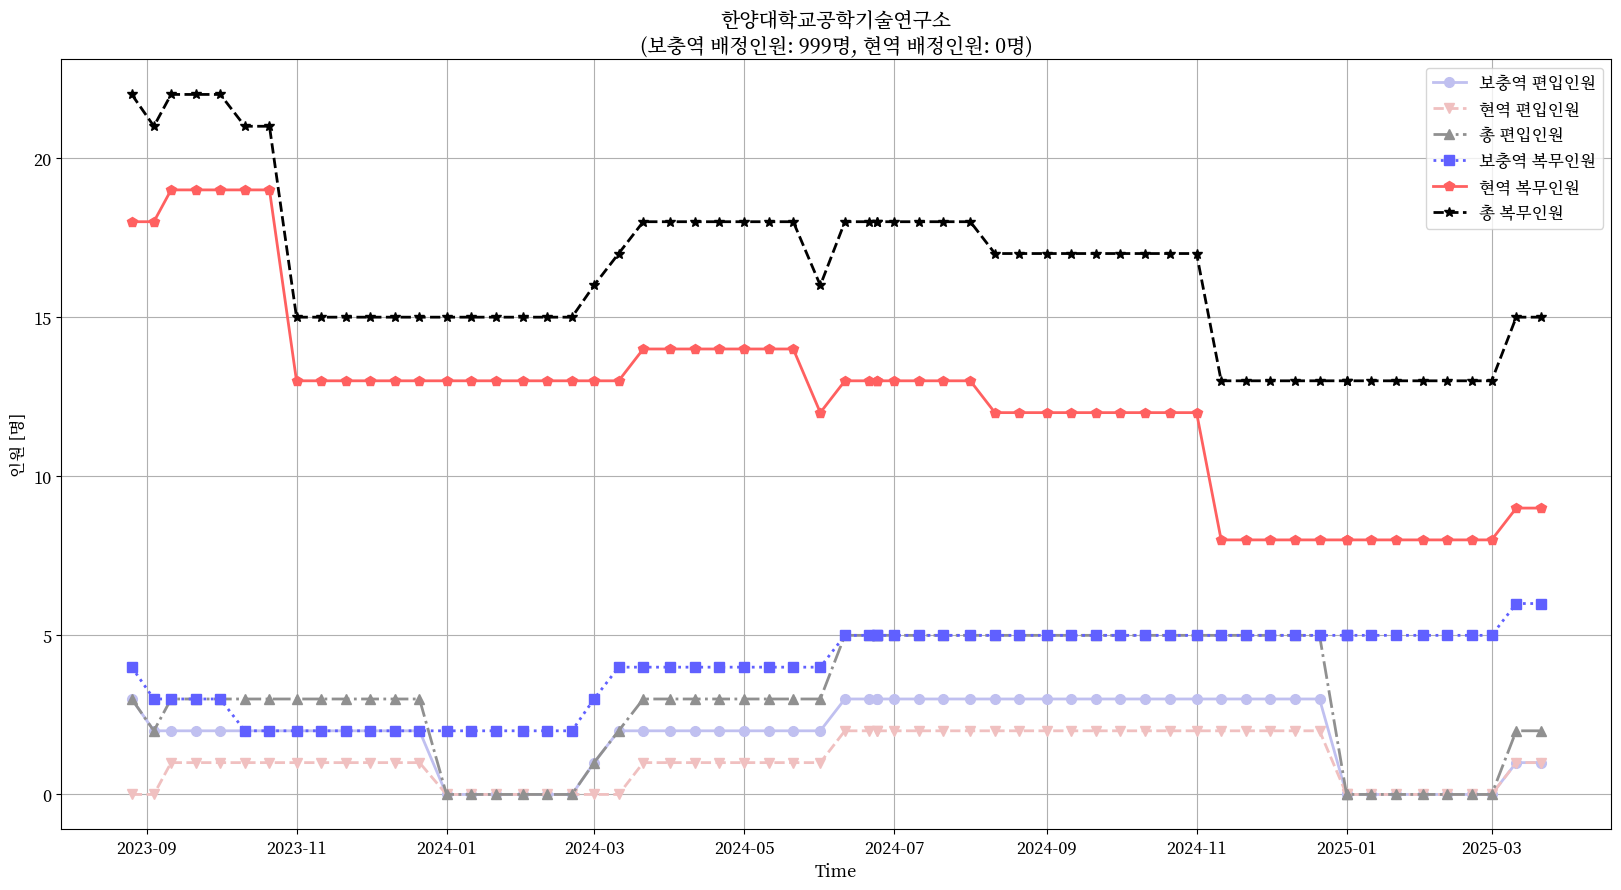 한양대학교공학기술연구소
(보충역 배정인원: 999명, 현역 배정인원: 0명)
보충역 편입인원
현역 편입인원
총 편입인원
보충역 복무인원
현역 복무인원
총 복무인원
인원 [명]
20
15
10
5
0
2023-09 2023-11 2024-01 2024-03 2024-05 2024-07 2024-09 2024-11 2025-01 2025-03
Time